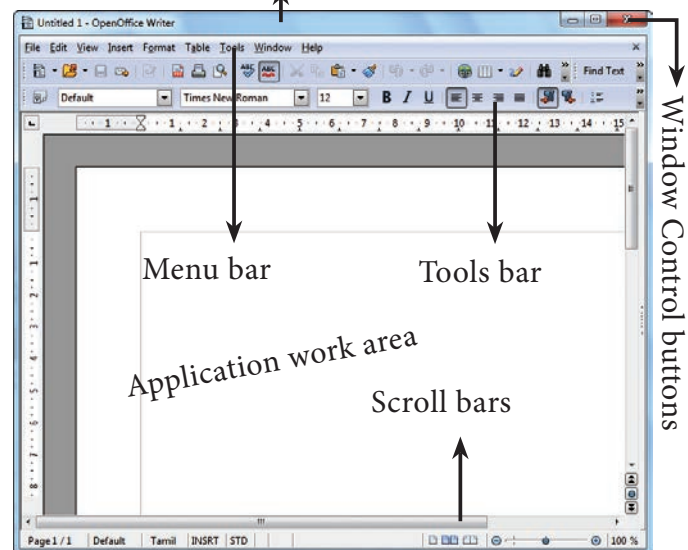 Untitled 1 - OpenOffice Writer
File Edit View Insert Format Table Tools Window Help
Find Text
Default Times New Roman 12 B I U
1 1 2 3 4 5 6 7 8 9 10 11 12 13 14 15
Menu bar
Tools bar
Application work area
Scroll bars
Window Control buttons
Page 1 / 1 Default Tamil INSRT STD 100 %